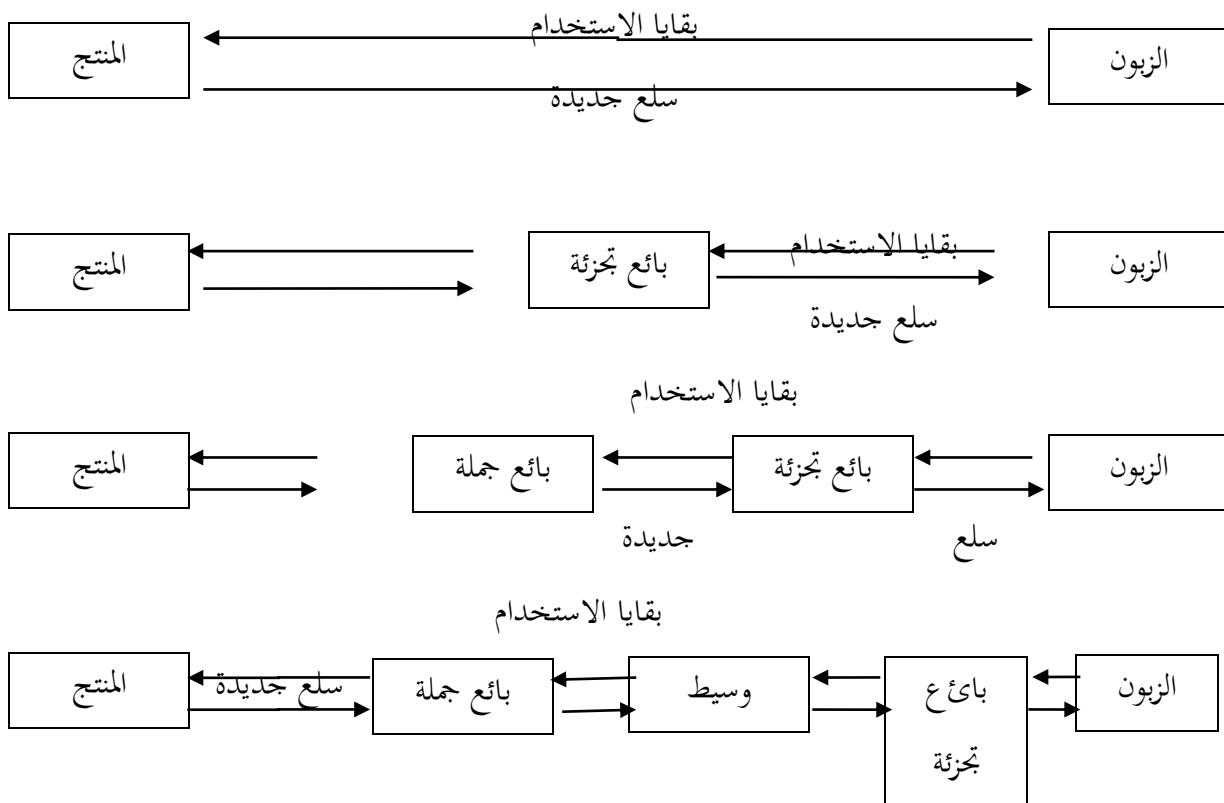 بقايا الاستخدام
الزبون
المنتج
سلع جديدة
بقايا الاستخدام
الزبون
بائع تجزئة
المنتج
سلع جديدة
بقايا الاستخدام
الزبون
بائع تجزئة
بائع جملة
المنتج
سلع
جديدة
بقايا الاستخدام
الزبون
بائع
تجزئة
وسيط
بائع جملة
سلع جديدة
المنتج